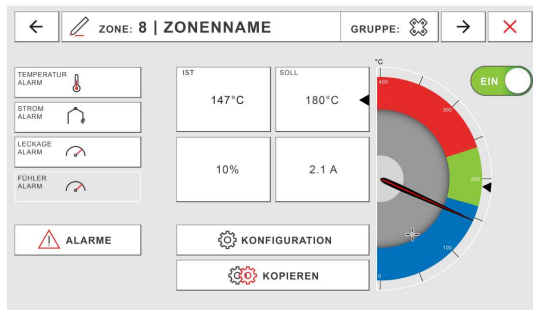 ZONE: 8 | ZONENNAME
GRUPPE:
TEMPERATUR
ALARM
STROM
ALARM
LECKAGE
ALARM
FÜHLER
ALARM
ALARME
IST
147°C
SOLL
180°C
10%
2.1 A
KONFIGURATION
KOPIEREN
°C
400
300
200
100
0
EIN